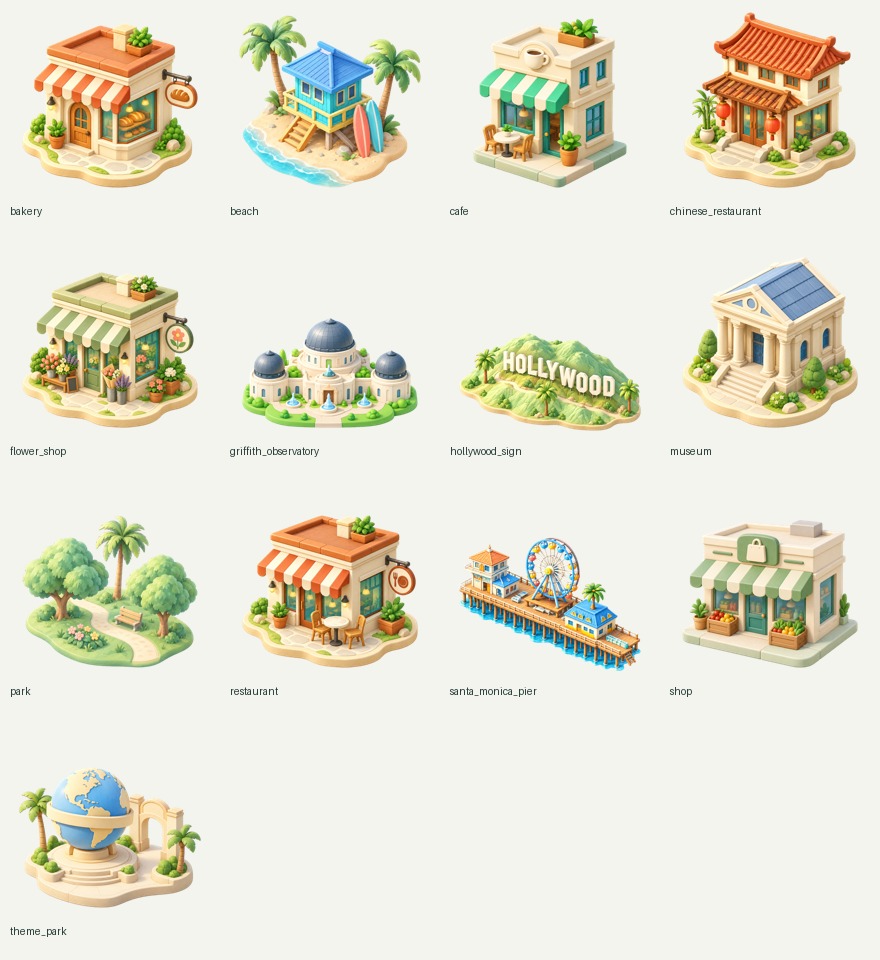 bakery
beach
cafe
chinese_restaurant
flower_shop
griffith_observatory
HOLLYWOOD
hollywood_sign
museum
park
restaurant
santa_monica_pier
shop
theme_park